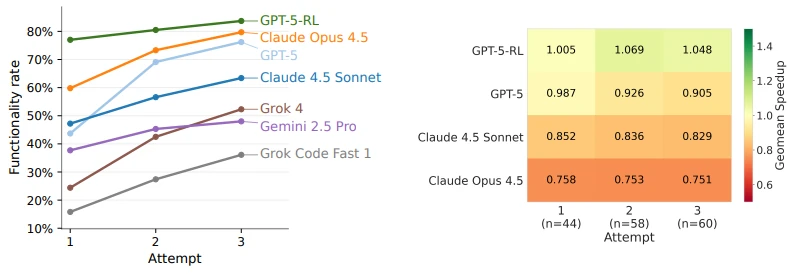 Functionality rate
80%
70%
60%
50%
40%
30%
20%
10%
1
2
3
Attempt
GPT-5-RL
Claude Opus 4.5
GPT-5
Claude 4.5 Sonnet
Grok 4
Gemini 2.5 Pro
Grok Code Fast 1
GPT-5-RL 1.005 1.069 1.048
GPT-5 0.987 0.926 0.905
Claude 4.5 Sonnet 0.852 0.836 0.829
Claude Opus 4.5 0.758 0.753 0.751
1 2 3
(n=44) (n=58) (n=60)
Attempt
1.4
1.2
1.0
0.8
0.6
Geomean Speedup